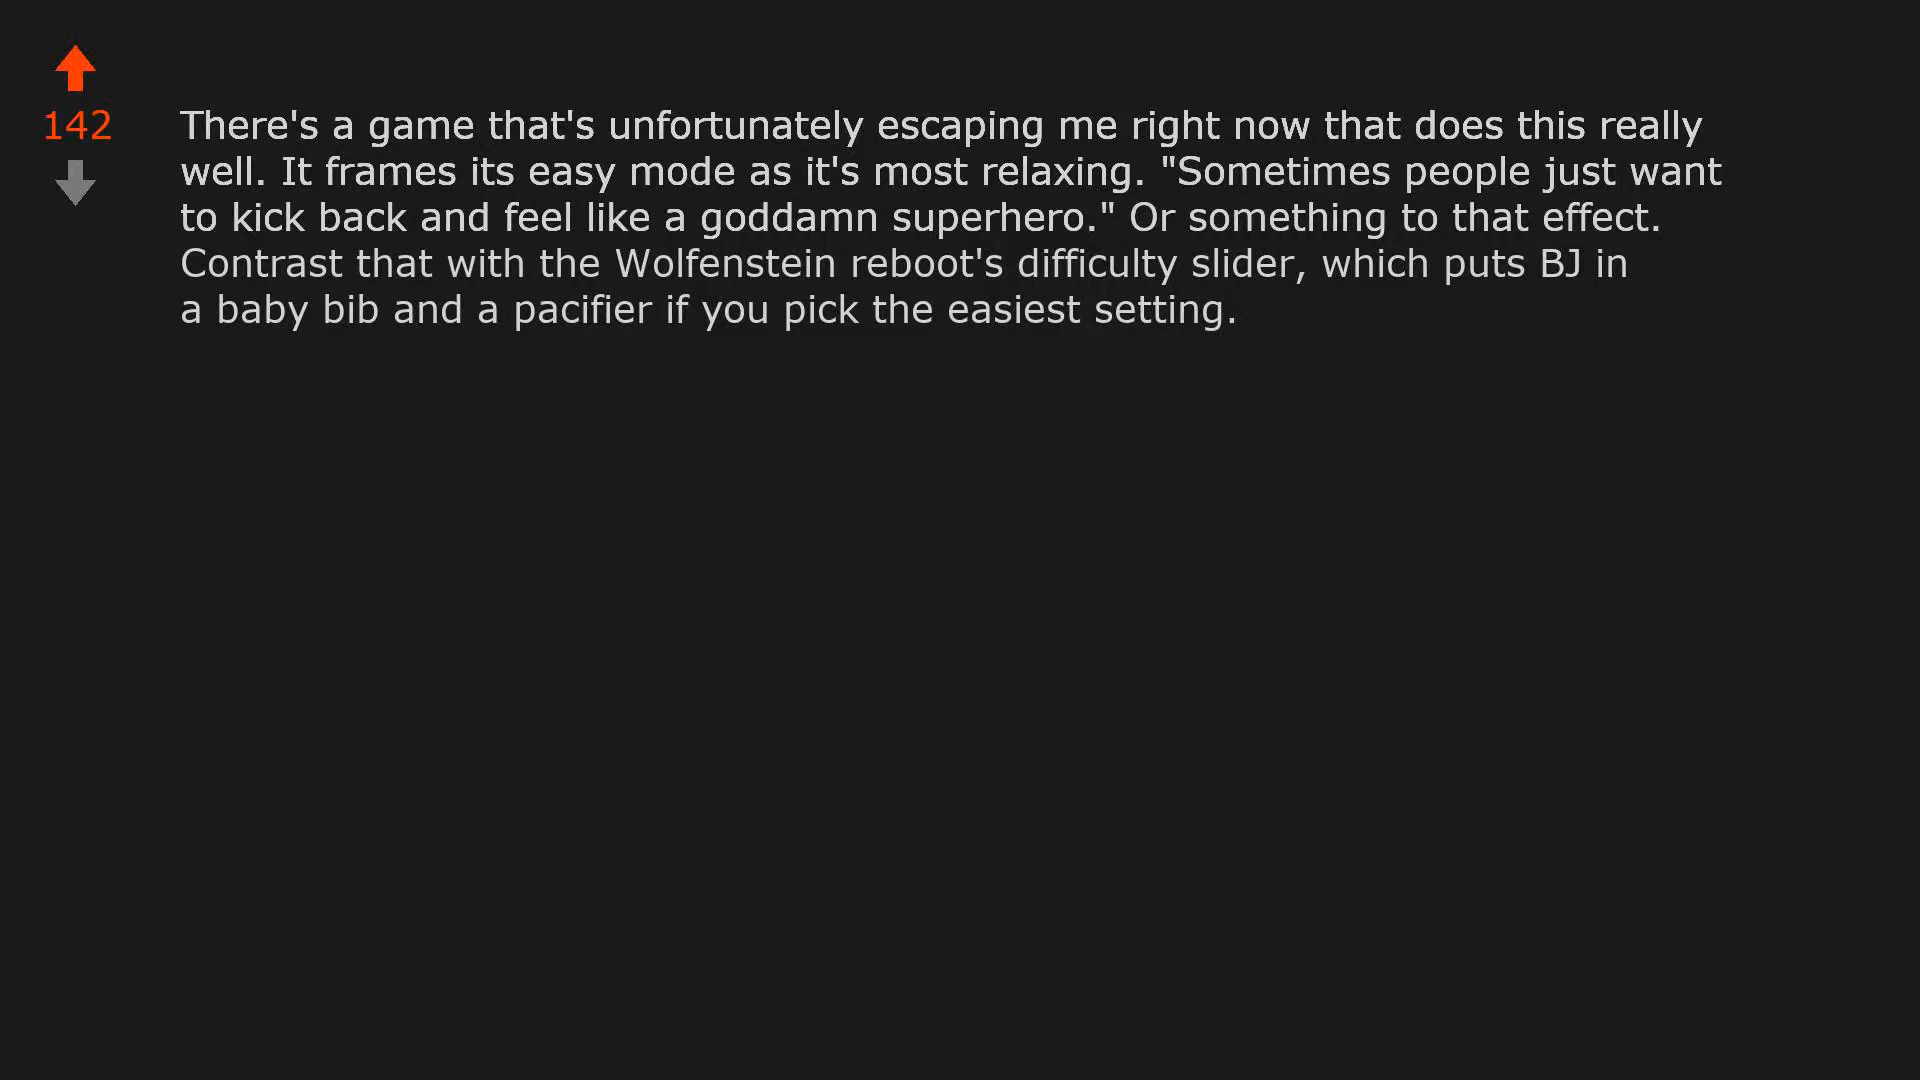 142
There's a game that's unfortunately escaping me right now that does this really
well. It frames its easy mode as it's most relaxing. "Sometimes people just want
to kick back and feel like a goddamn superhero." Or something to that effect.
Contrast that with the Wolfenstein reboot's difficulty slider, which puts BJ in
a baby bib and a pacifier if you pick the easiest setting.